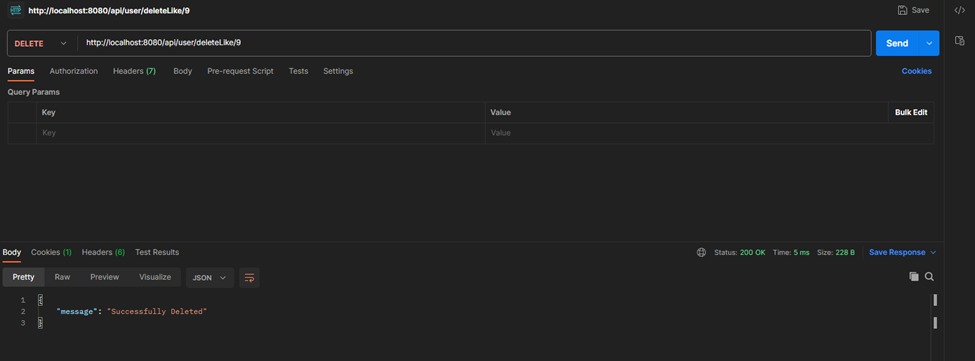 http://localhost:8080/api/user/deleteLike/9 Save
DELETE http://localhost:8080/api/user/deleteLike/9 Send
Params Authorization Headers (7) Body Pre-request Script Tests Settings Cookies
Query Params
Key Value Bulk Edit
Key Value
Body Cookies (1) Headers (6) Test Results Status: 200 OK Time: 5 ms Size: 228 B Save Response
Pretty Raw Preview Visualize JSON
1 {
2 "message": "Successfully Deleted"
3 }